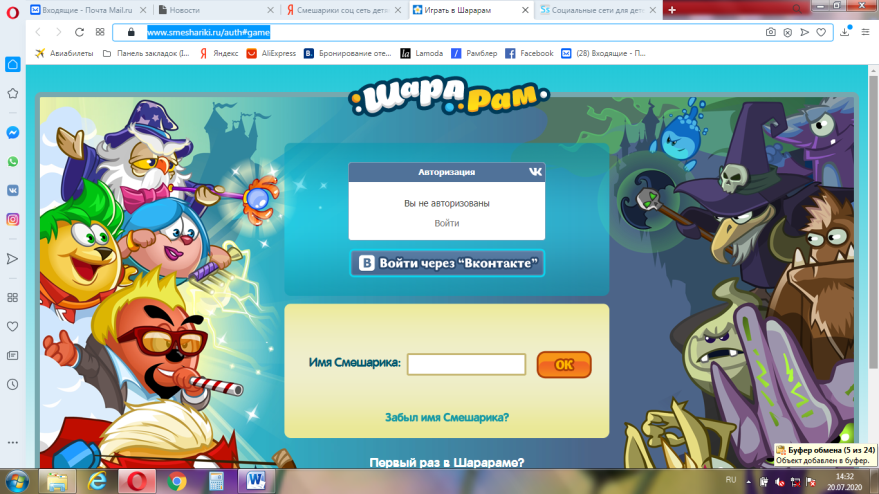 Входящие - Почта Mail.ru
Новости
Смешарики соц сеть дет
Играть в Шарарам
Социальные сети для дет
www.smeshariki.ru/auth#game
Авиабилеты
Панель закладок (I...
Яндекс
AliExpress
Бронирование оте...
Lamoda
Рамблер
Facebook
(28) Входящие - П...
ШараРам
Авторизация
Вы не авторизованы
Войти
Войти через "Вконтакте"
Имя Смешарика:
ОК
Забыл имя Смешарика?
Первый раз в Шарараме?
Буфер обмена (5 из 24)
Объект добавлен в буфер.
RU
14:32
20.07.2020